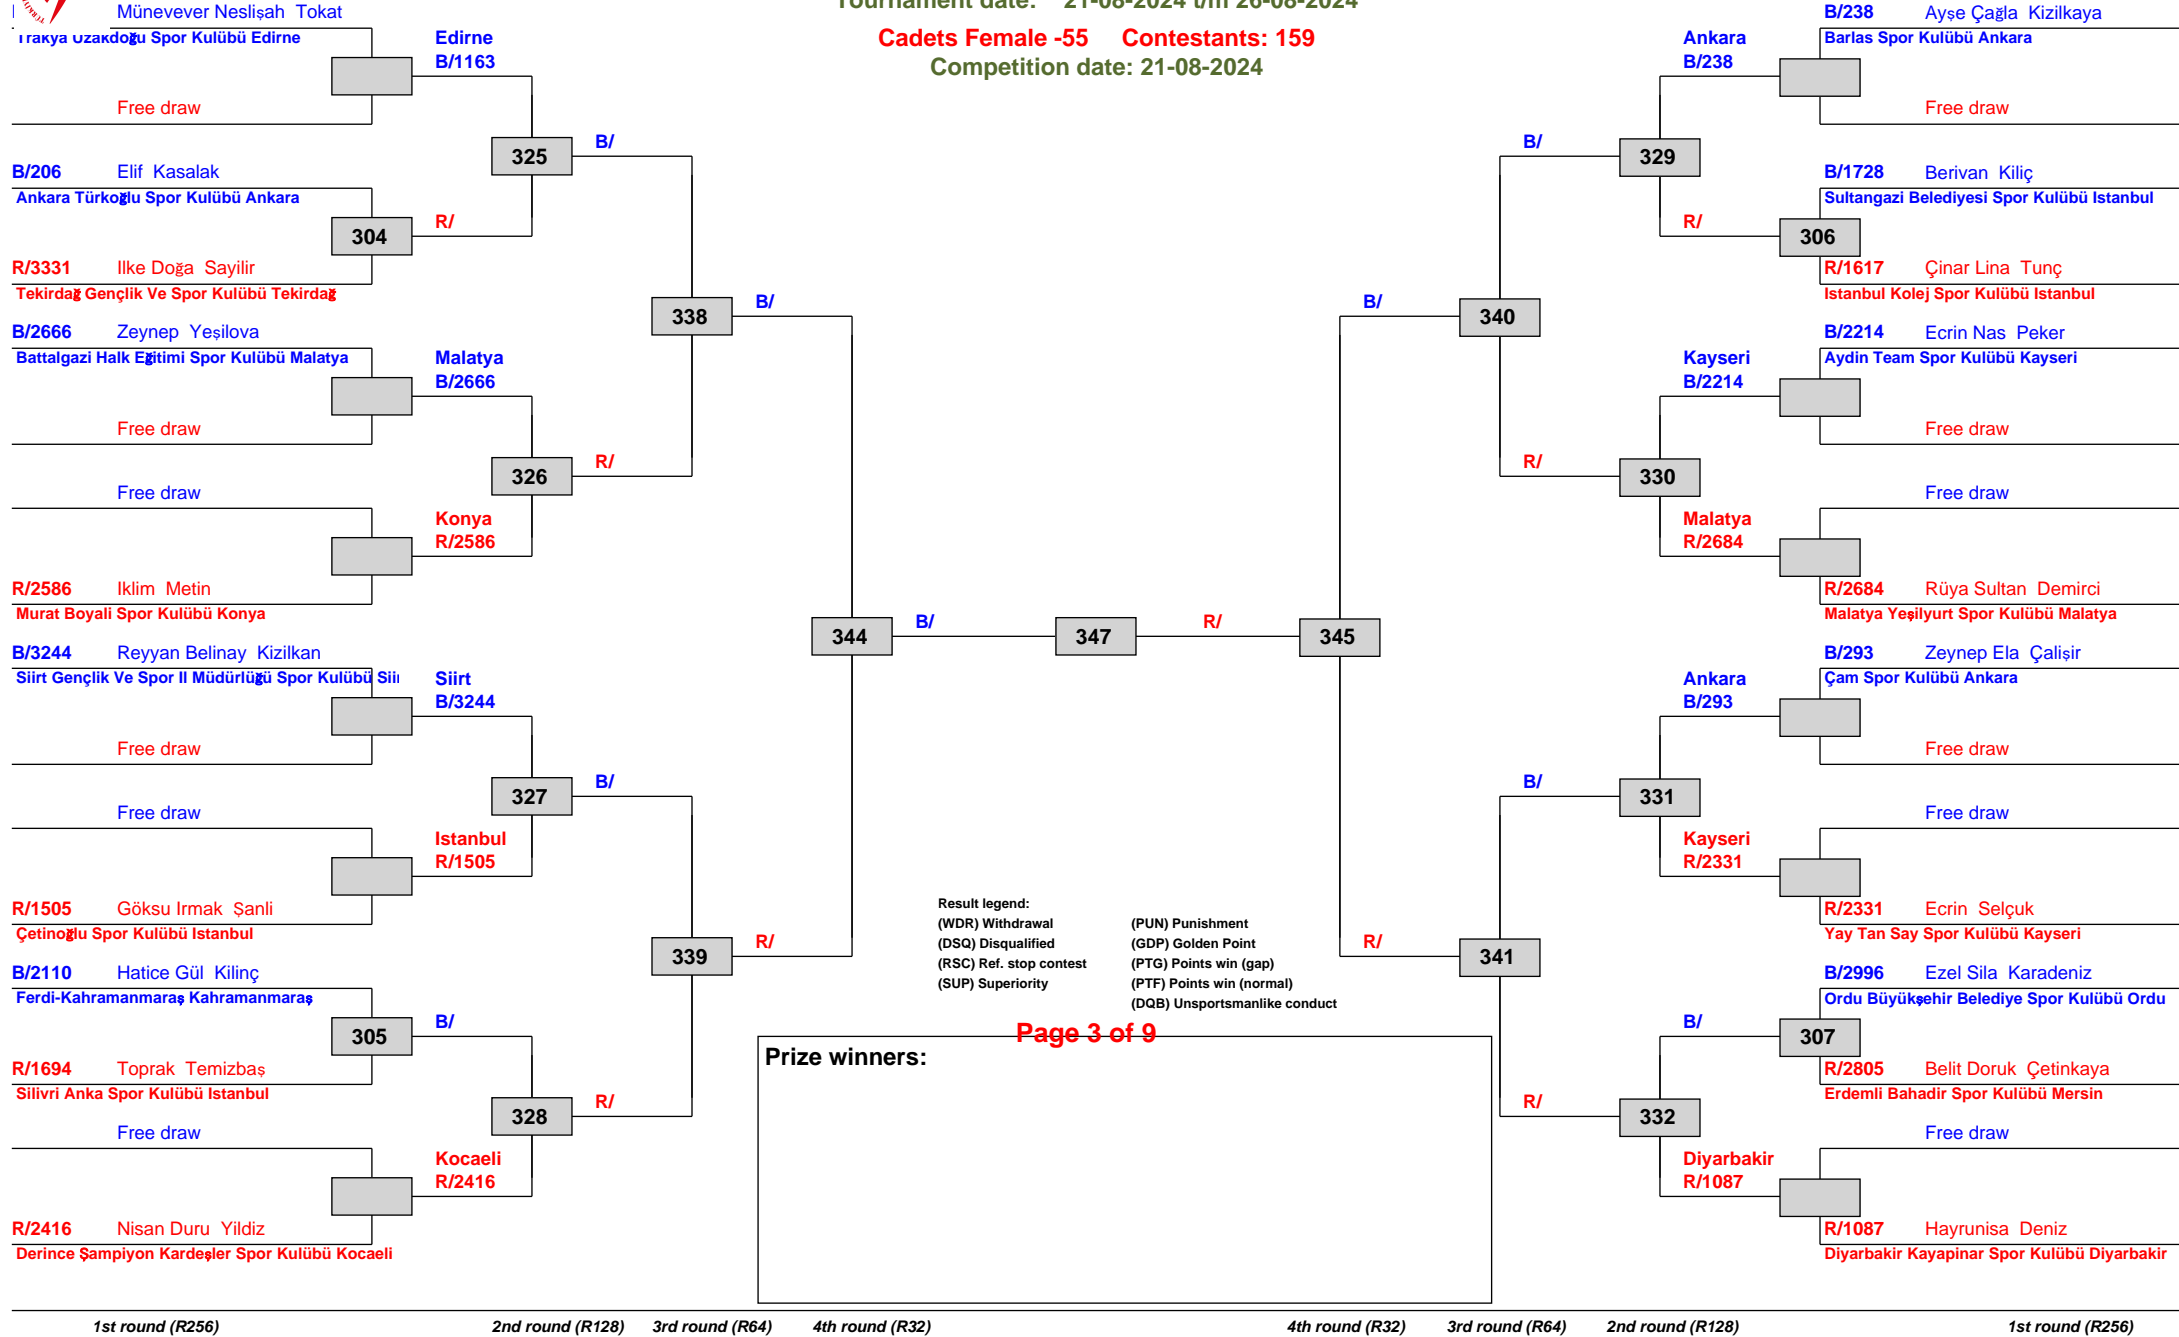 Tournament date: 21-08-2024 t/m 26-08-2024
Cadets Female -55 Contestants: 159
Competition date: 21-08-2024
Münevever Neslişah Tokat
Trakya Uzakdoğu Spor Kulübü Edirne
Free draw
Edirne
B/1163
B/206 Elif Kasalak
Ankara Türkoğlu Spor Kulübü Ankara
304
R/
R/3331 Ilke Doğa Sayilir
Tekirdağ Gençlik Ve Spor Kulübü Tekirdağ
325
B/
B/2666 Zeynep Yeşilova
Battalgazi Halk Eğitimi Spor Kulübü Malatya
Malatya
B/2666
Free draw
338
B/
326
R/
Free draw
Konya
R/2586
R/2586 Iklim Metin
Murat Boyali Spor Kulübü Konya
344
B/
347
R/
345
B/3244 Reyyan Belinay Kizilkan
Siirt Gençlik Ve Spor Il Müdürlüğü Spor Kulübü Siir
Siirt
B/3244
Free draw
327
B/
Free draw
Istanbul
R/1505
R/1505 Göksu Irmak Şanli
Çetinoğlu Spor Kulübü Istanbul
339
R/
B/2110 Hatice Gül Kilinç
Ferdi-Kahramanmaraş Kahramanmaraş
305
B/
R/1694 Toprak Temizbaş
Silivri Anka Spor Kulübü Istanbul
328
R/
Free draw
Kocaeli
R/2416
R/2416 Nisan Duru Yildiz
Derince Şampiyon Kardeşler Spor Kulübü Kocaeli
B/238 Ayşe Çağla Kizilkaya
Barlas Spor Kulübü Ankara
Ankara
B/238
Free draw
B/
329
B/1728 Berivan Kiliç
Sultangazi Belediyesi Spor Kulübü Istanbul
R/
306
R/1617 Çinar Lina Tunç
Istanbul Kolej Spor Kulübü Istanbul
B/
340
B/2214 Ecrin Nas Peker
Aydin Team Spor Kulübü Kayseri
Kayseri
B/2214
Free draw
R/
330
Free draw
Malatya
R/2684
R/2684 Rüya Sultan Demirci
Malatya Yeşilyurt Spor Kulübü Malatya
B/293 Zeynep Ela Çalişir
Çam Spor Kulübü Ankara
Ankara
B/293
Free draw
B/
331
Free draw
Kayseri
R/2331
R/2331 Ecrin Selçuk
Yay Tan Say Spor Kulübü Kayseri
R/
341
B/2996 Ezel Sila Karadeniz
Ordu Büyükşehir Belediye Spor Kulübü Ordu
B/
307
R/2805 Belit Doruk Çetinkaya
Erdemli Bahadir Spor Kulübü Mersin
R/
332
Free draw
Diyarbakir
R/1087
R/1087 Hayrunisa Deniz
Diyarbakir Kayapinar Spor Kulübü Diyarbakir
Result legend:
(WDR) Withdrawal (PUN) Punishment
(DSQ) Disqualified (GDP) Golden Point
(RSC) Ref. stop contest (PTG) Points win (gap)
(SUP) Superiority (PTF) Points win (normal)
(DQB) Unsportsmanlike conduct
Page 3 of 9
Prize winners:
1st round (R256) 2nd round (R128) 3rd round (R64) 4th round (R32) 4th round (R32) 3rd round (R64) 2nd round (R128) 1st round (R256)